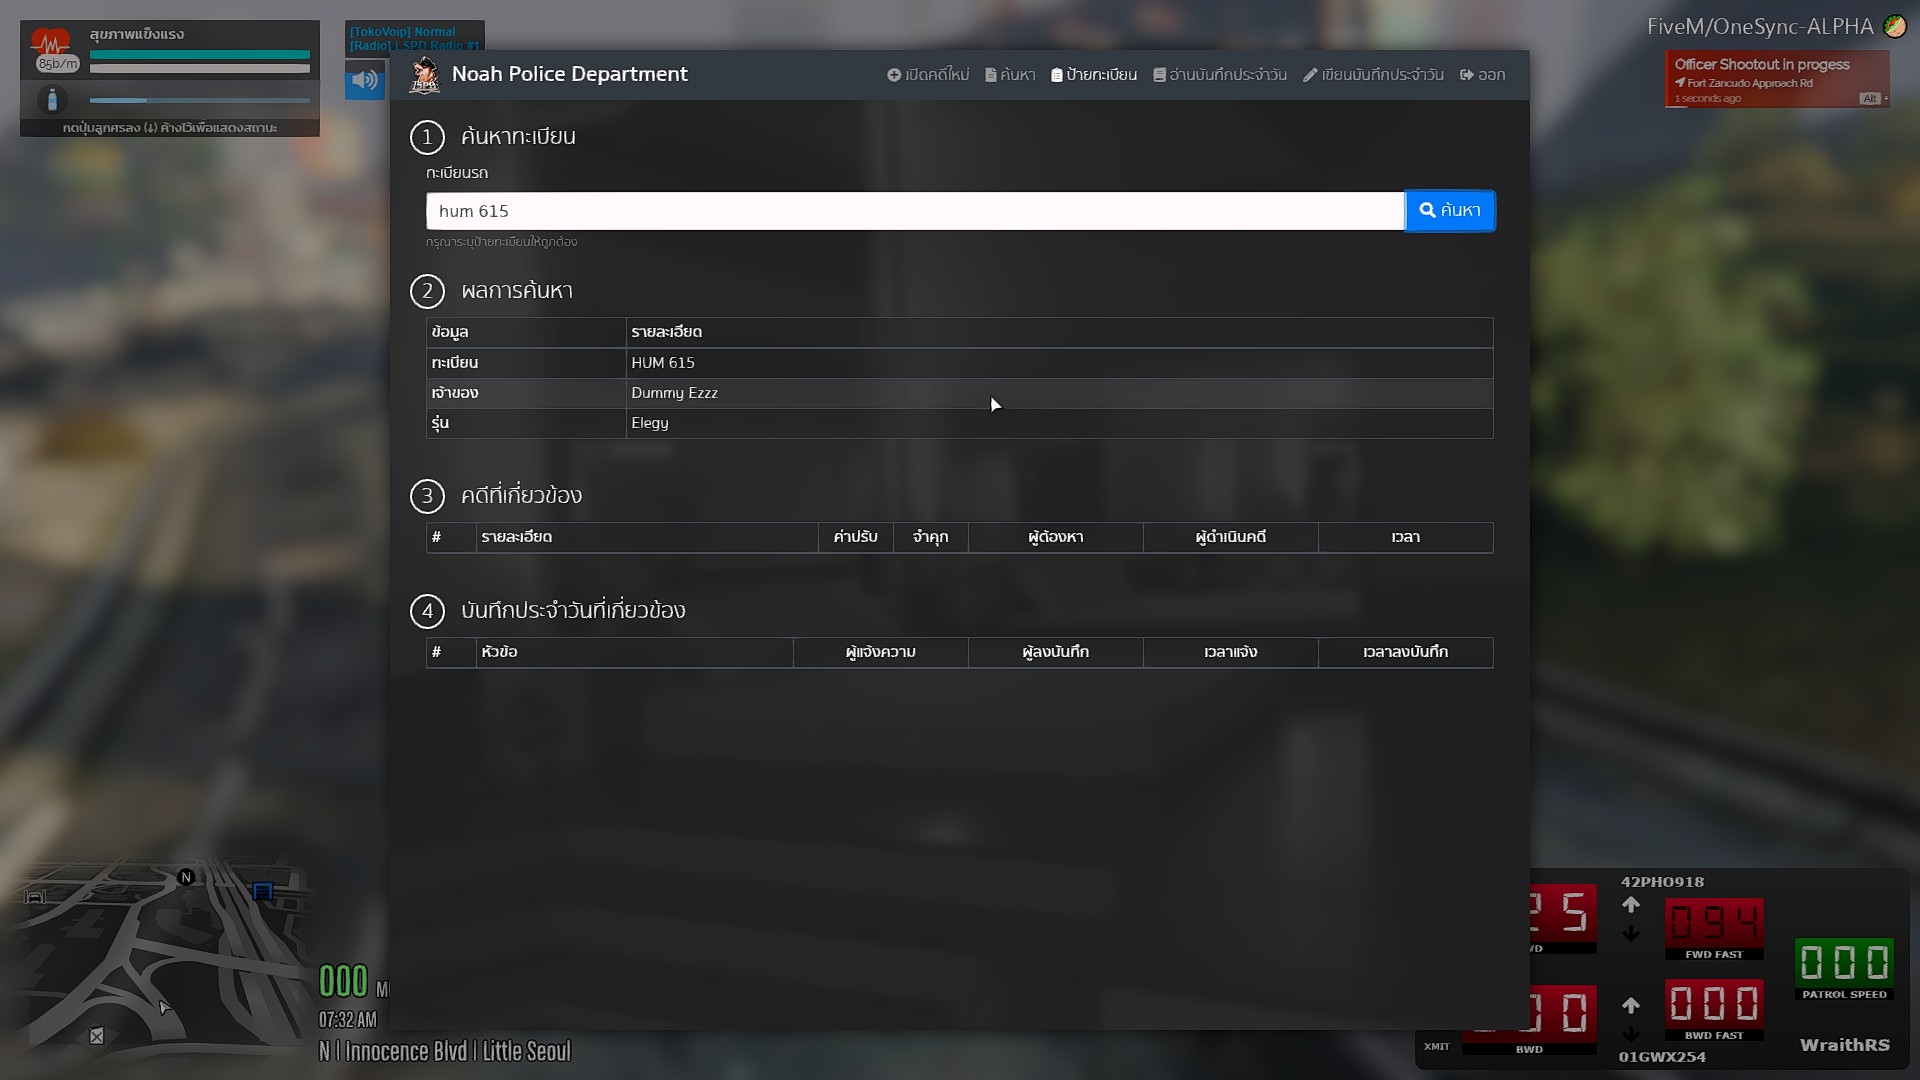 สุขภาพแข็งแรง
85b/m
กดปุ่มลูกศรลง (↓) ค้างไว้เพื่อแสดงสถานะ
[TokoVoip] Normal
[Radio] LSPD Radio #1
FiveM/OneSync-ALPHA
Officer Shootout in progess
Fort Zancudo Approach Rd
1 seconds ago
Alt +
Noah Police Department
เปิดคดีใหม่ ค้นหา ป้ายทะเบียน อ่านบันทึกประจำวัน เขียนบันทึกประจำวัน ออก
1 ค้นหาทะเบียน
ทะเบียนรถ
hum 615
ค้นหา
กรุณาระบุป้ายทะเบียนให้ถูกต้อง
2 ผลการค้นหา
ข้อมูล รายละเอียด
ทะเบียน HUM 615
เจ้าของ Dummy Ezzz
รุ่น Elegy
3 คดีที่เกี่ยวข้อง
# รายละเอียด ค่าปรับ จำคุก ผู้ต้องหา ผู้ดำเนินคดี เวลา
4 บันทึกประจำวันที่เกี่ยวข้อง
# หัวข้อ ผู้แจ้งความ ผู้ลงบันทึก เวลาแจ้ง เวลาลงบันทึก
N
000
07:32 AM
N | Innocence Blvd | Little Seoul
42PHO918
5 094
FWD FAST
000
PATROL SPEED
0 000
XMIT BWD BWD FAST
01GWX254
WraithRS